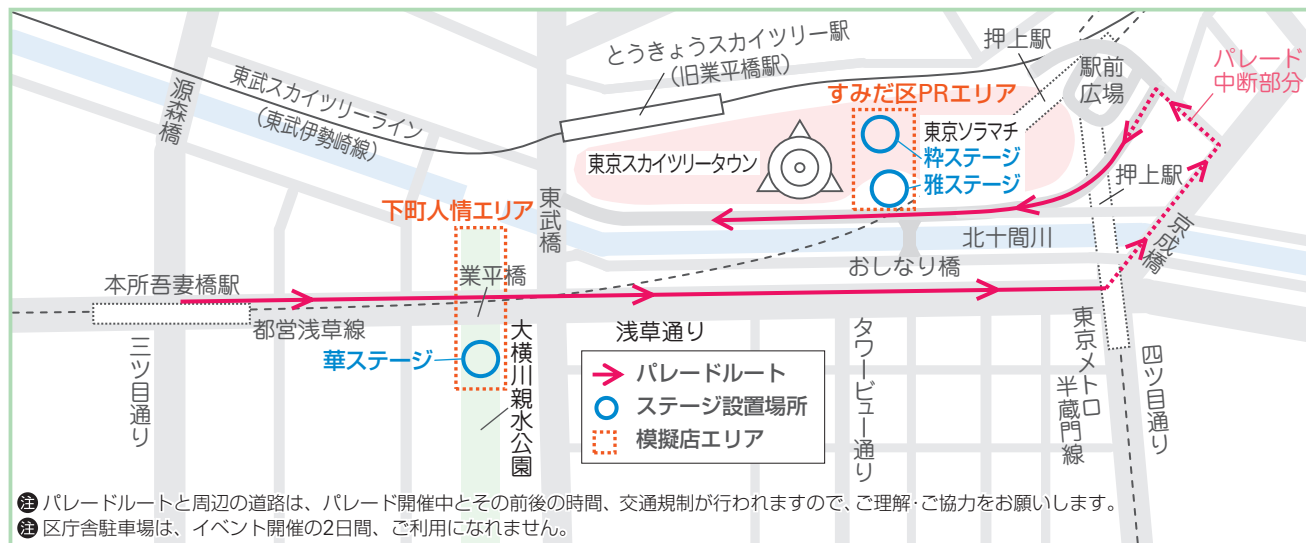 とうきょうスカイツリー駅
(旧業平橋駅)
押上駅
駅前
広場
パレード
中断部分
源森橋
東武スカイツリーライン
(東武伊勢崎線)
すみだ区PRエリア
東京ソラマチ
粋ステージ
雅ステージ
東京スカイツリータウン
押上駅
下町人情エリア
東武橋
北十間川
京成橋
おしなり橋
本所吾妻橋駅
業平橋
都営浅草線
浅草通り
華ステージ
三ツ目通り
大横川親水公園
タワービュー通り
東京メトロ
半蔵門線
四ツ目通り
パレードルート
ステージ設置場所
模擬店エリア
注 パレードルートと周辺の道路は、パレード開催中とその前後の時間、交通規制が行われますので、ご理解・ご協力をお願いします。
注 区庁舎駐車場は、イベント開催の2日間、ご利用になれません。